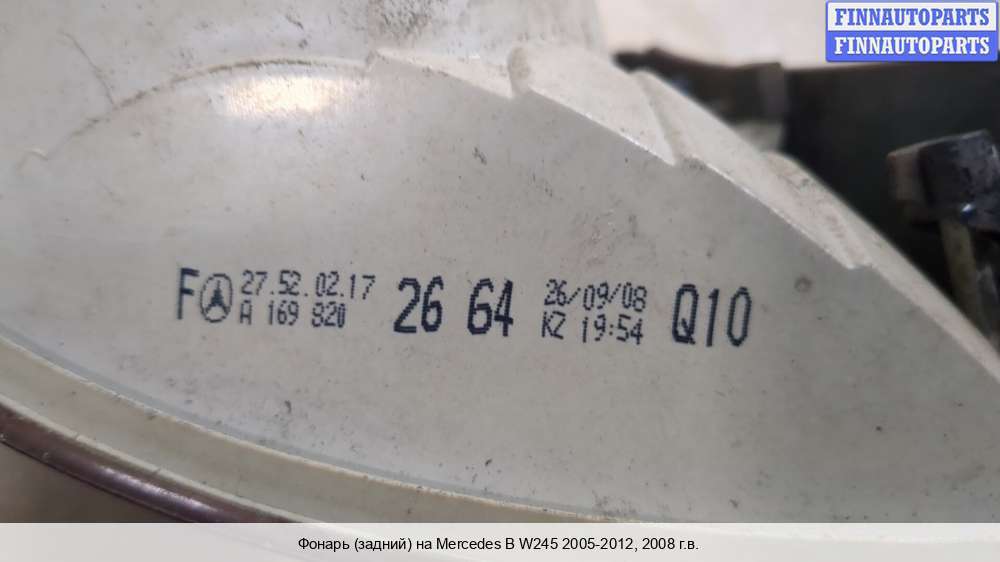 FINNAUTOPARTS
FINNAUTOPARTS
F 27.52.02.17 26 64 26/09/08 Q10
A 169 820 KZ 19:54
Фонарь (задний) на Mercedes B W245 2005-2012, 2008 г.в.